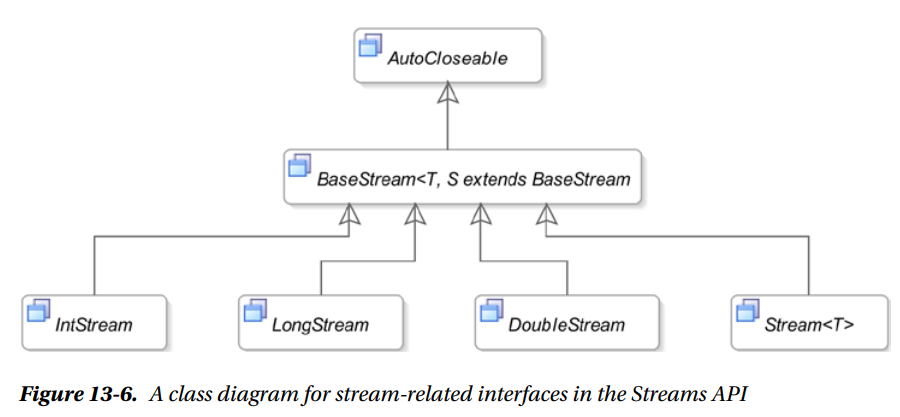 AutoCloseable
BaseStream<T, S extends BaseStream
IntStream
LongStream
DoubleStream
Stream<T>
Figure 13-6. A class diagram for stream-related interfaces in the Streams API